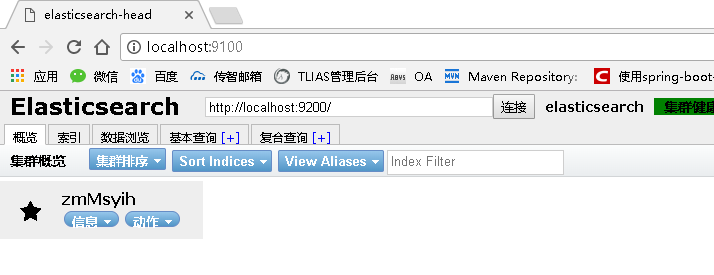 elasticsearch-head
localhost:9100
应用 微信 百度 传智邮箱 TLIAS管理后台 RBVS OA MVN Maven Repository: C 使用spring-boot-
Elasticsearch http://localhost:9200/ 连接 elasticsearch 集群健康
概览 索引 数据浏览 基本查询 [+] 复合查询 [+]
集群概览 集群排序 Sort Indices View Aliases Index Filter
zmMsyih
信息 动作